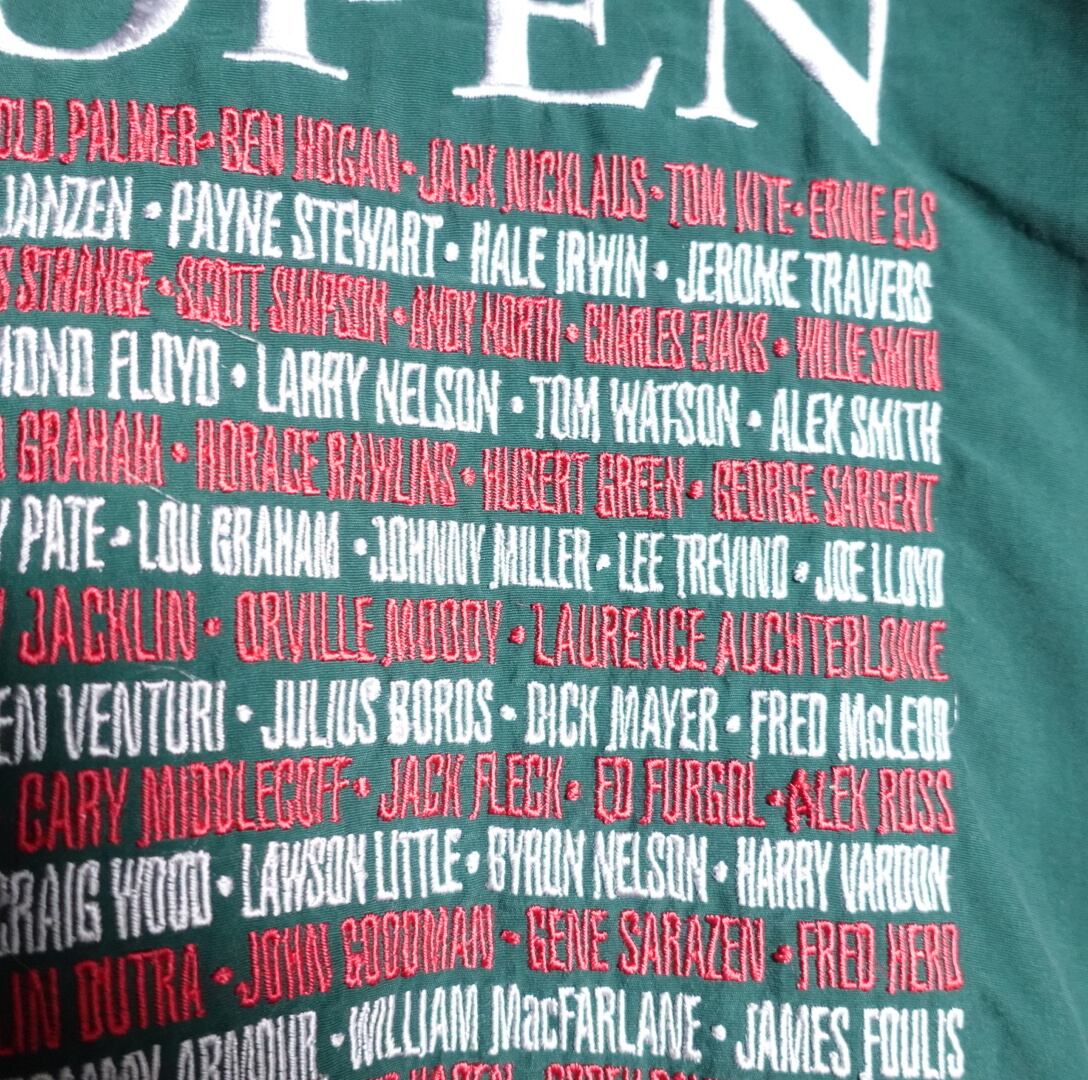 OPEN
OLD PALMER • BEN HOGAN • JACK NICKLAUS • TOM KITE • ERNIE ELS
JANZEN • PAYNE STEWART • HALE IRWIN • JEROME TRAVERS
S STRANGE • SCOTT SIMPSON • ANDY NORTH • CHARLES EVANS • WILLIE SMITH
MOND FLOYD • LARRY NELSON • TOM WATSON • ALEX SMITH
GRAHAM • HORACE RAWLINS • HUBERT GREEN • GEORGE SARGENT
Y PATE • LOU GRAHAM • JOHNNY MILLER • LEE TREVINO • JOE LLOYD
Y JACKLIN • ORVILLE MOODY • LAURENCE AUCHTERLONIE
EN VENTURI • JULIUS BOROS • DICK MAYER • FRED McLEOD
CARY MIDDLECOFF • JACK FLECK • ED FURGOL • ALEX ROSS
CRAIG WOOD • LAWSON LITTLE • BYRON NELSON • HARRY VARDON
IN DUTRA • JOHN GOODMAN • GENE SARAZEN • FRED HERD
ARMOUR • WILLIAM MacFARLANE • JAMES FOULIS